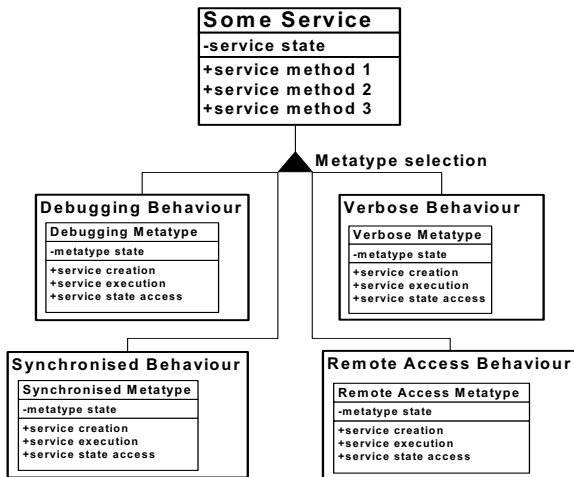 Some Service
-service state
+service method 1
+service method 2
+service method 3
Metatype selection
Debugging Behaviour
Debugging Metatype
-metatype state
+service creation
+service execution
+service state access
Verbose Behaviour
Verbose Metatype
-metatype state
+service creation
+service execution
+service state access
Synchronised Behaviour
Synchronised Metatype
-metatype state
+service creation
+service execution
+service state access
Remote Access Behaviour
Remote Access Metatype
-metatype state
+service creation
+service execution
+service state access